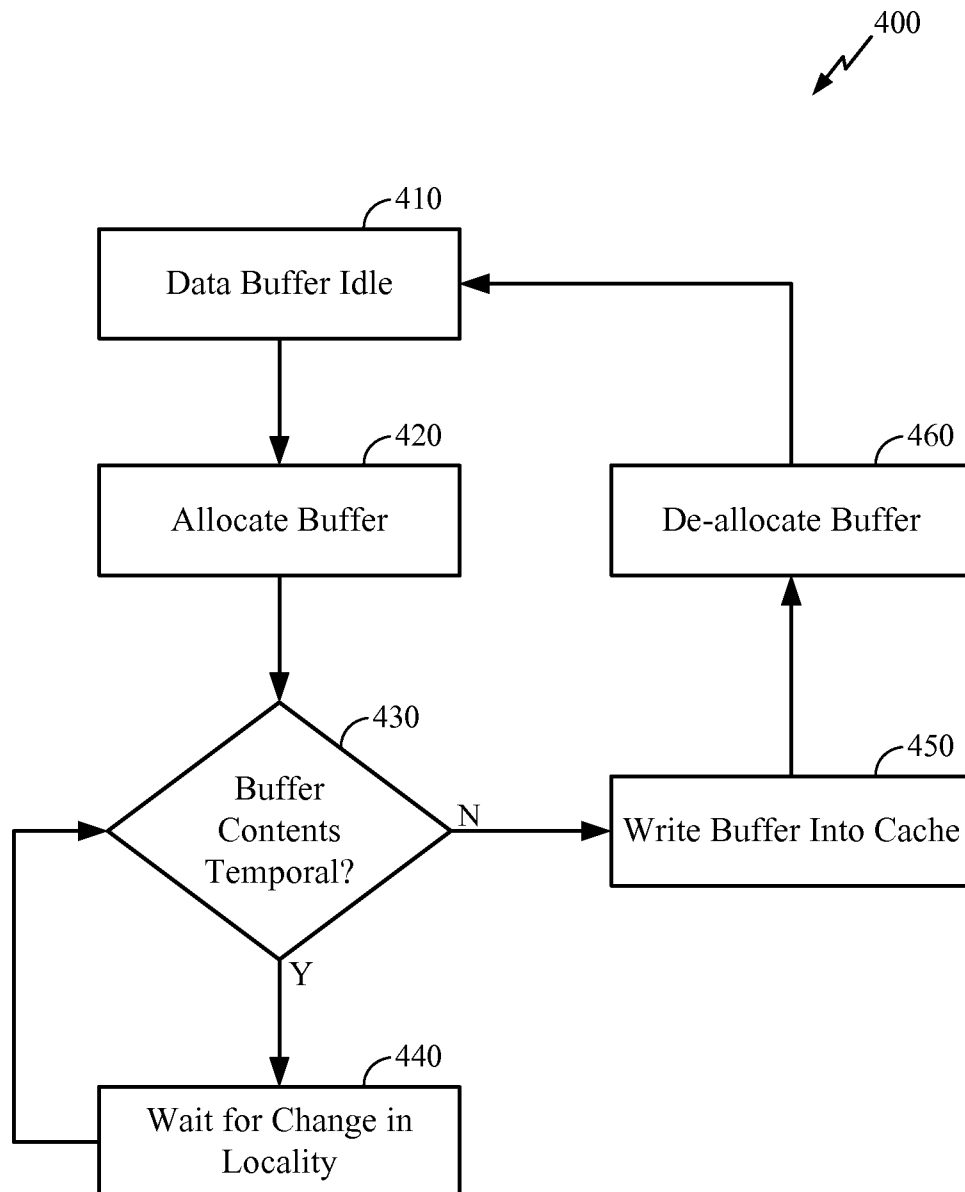 400
410
Data Buffer Idle
420
Allocate Buffer
460
De-allocate Buffer
430
Buffer
Contents
Temporal?
N
Y
450
Write Buffer Into Cache
440
Wait for Change in
Locality